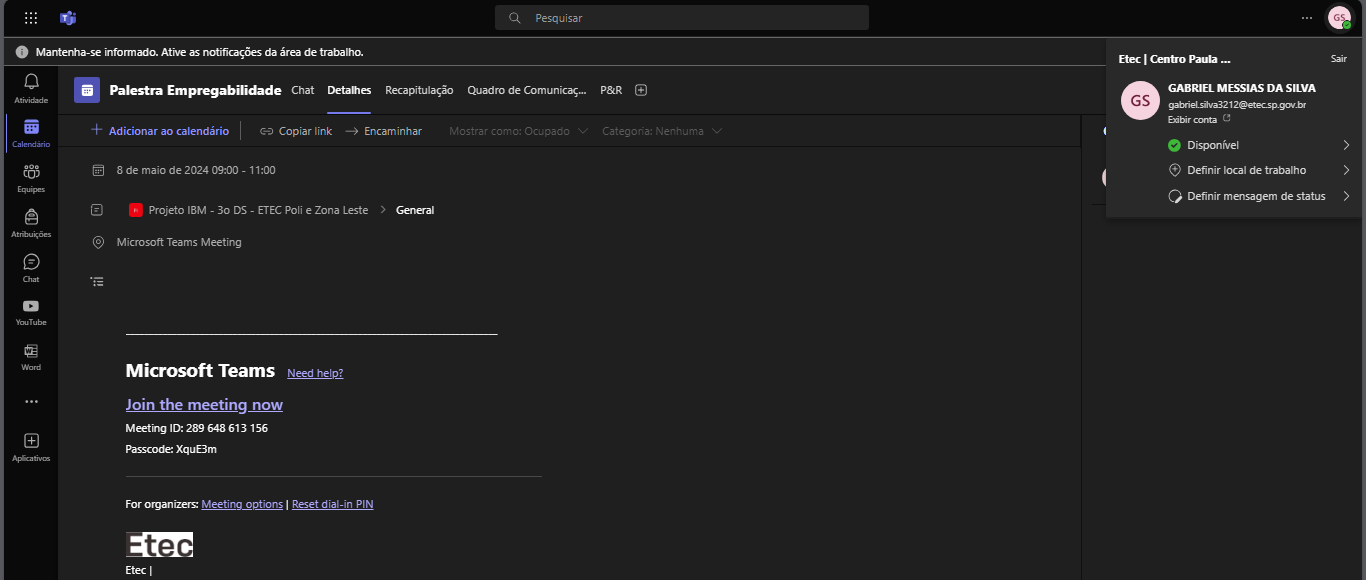 Pesquisar
GS
Mantenha-se informado. Ative as notificações da área de trabalho.
Etec | Centro Paula ...
Sair
GS
GABRIEL MESSIAS DA SILVA
gabriel.silva3212@etec.sp.gov.br
Exibir conta
Disponível
Definir local de trabalho
Definir mensagem de status
Atividade
Calendário
Equipes
Atribuições
Chat
YouTube
Word
Aplicativos
Palestra Empregabilidade Chat Detalhes Recapitulação Quadro de Comunicaç... P&R
Adicionar ao calendário Copiar link Encaminhar Mostrar como: Ocupado Categoria: Nenhuma
8 de maio de 2024 09:00 - 11:00
Projeto IBM - 3o DS - ETEC Poli e Zona Leste > General
Microsoft Teams Meeting
Microsoft Teams Need help?
Join the meeting now
Meeting ID: 289 648 613 156
Passcode: XquE3m
For organizers: Meeting options | Reset dial-in PIN
Etec
Etec |